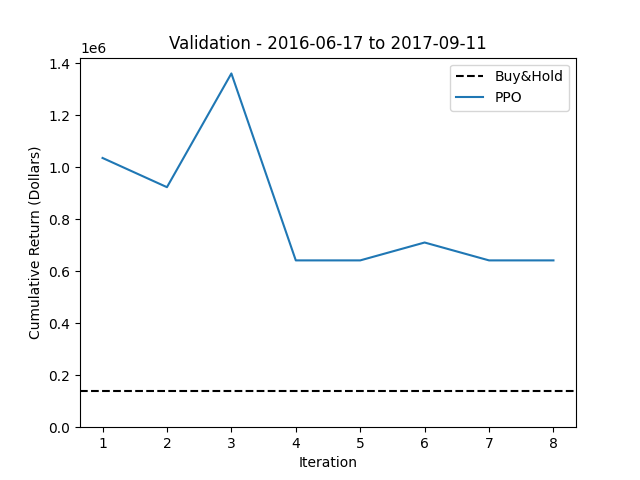 Validation - 2016-06-17 to 2017-09-11
1e6
Buy&Hold
PPO
Cumulative Return (Dollars)
1.4
1.2
1.0
0.8
0.6
0.4
0.2
0.0
1 2 3 4 5 6 7 8
Iteration